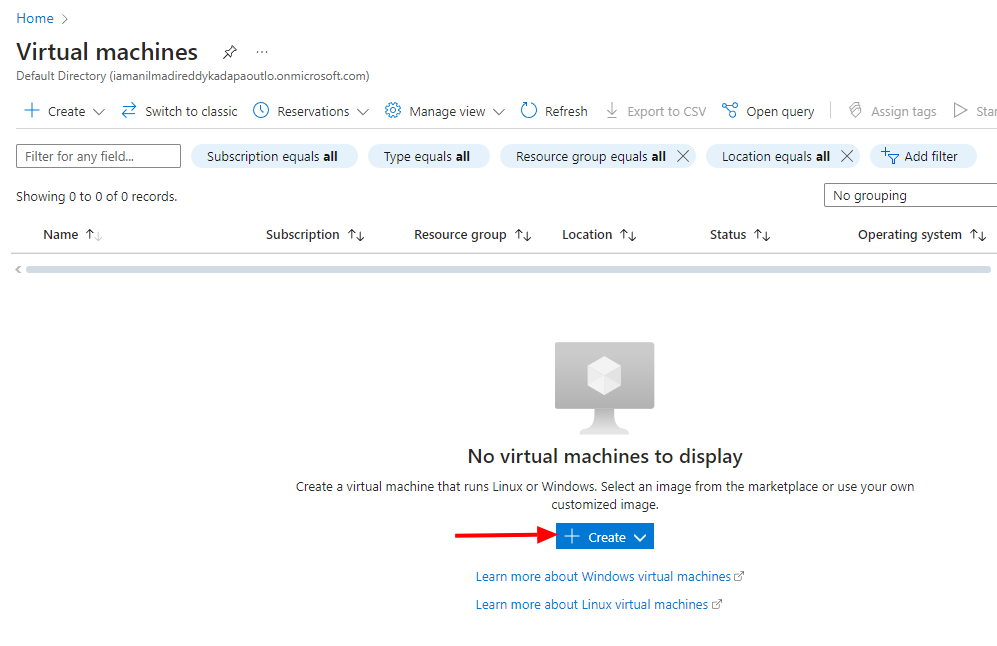 Home
Virtual machines
Default Directory (iamanilmadireddykadapaoutlo.onmicrosoft.com)
Create Switch to classic Reservations Manage view Refresh Export to CSV Open query Assign tags Star
Filter for any field... Subscription equals all Type equals all Resource group equals all Location equals all Add filter
Showing 0 to 0 of 0 records. No grouping
Name Subscription Resource group Location Status Operating system
No virtual machines to display
Create a virtual machine that runs Linux or Windows. Select an image from the marketplace or use your own
customized image.
Create
Learn more about Windows virtual machines
Learn more about Linux virtual machines